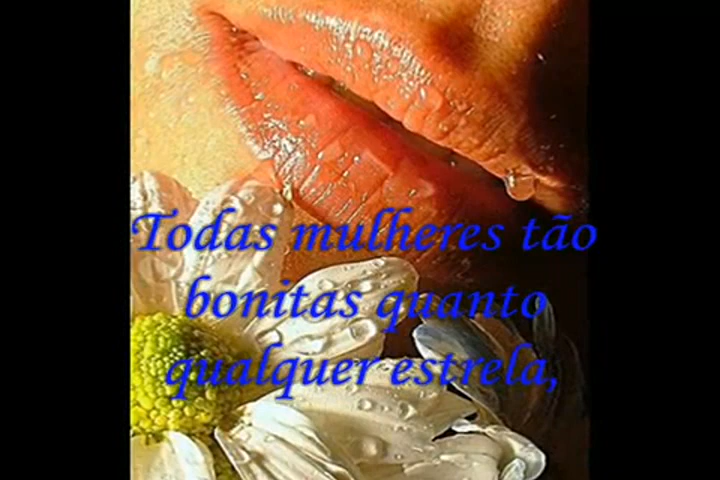 Todas mulheres tão
bonitas quanto
qualquer estrela,